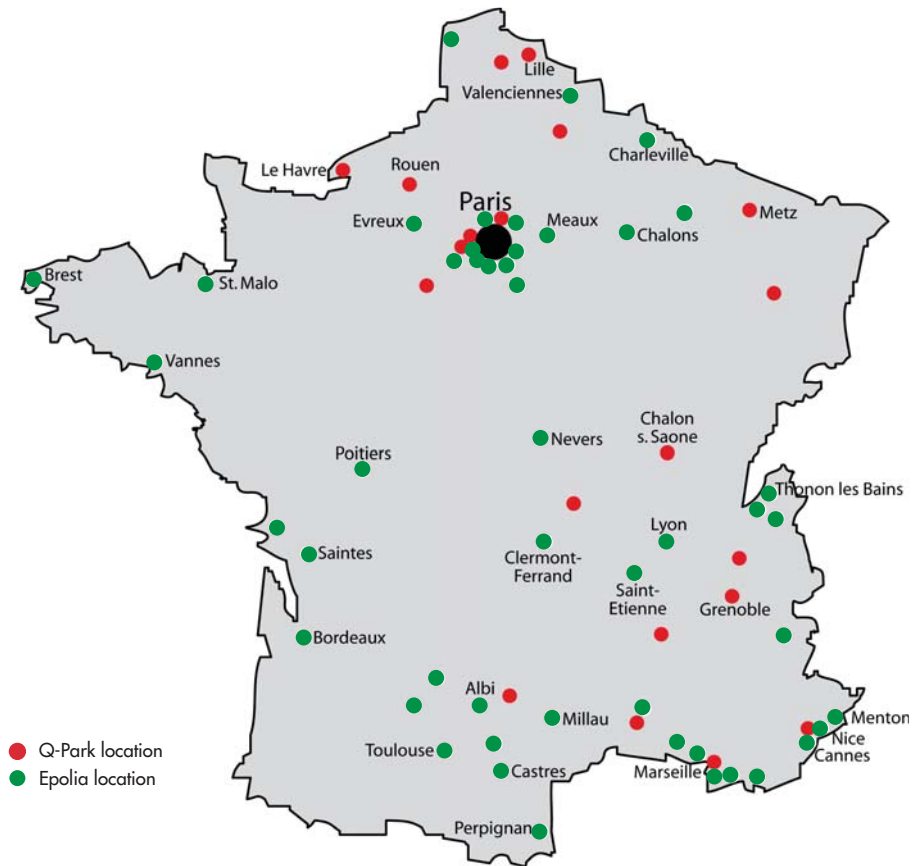 Lille
Valenciennes
Charleville
Le Havre
Rouen
Paris
Evreux
Meaux
Metz
Chalons
Brest
St. Malo
Vannes
Chalon
s. Saone
Nevers
Poitiers
Thonon les Bains
Lyon
Saintes
Clermont-
Ferrand
Saint-
Etienne
Grenoble
Bordeaux
Albi
Millau
Menton
Nice
Cannes
Q-Park location
Toulouse
Epolia location
Castres
Marseille
Perpignan